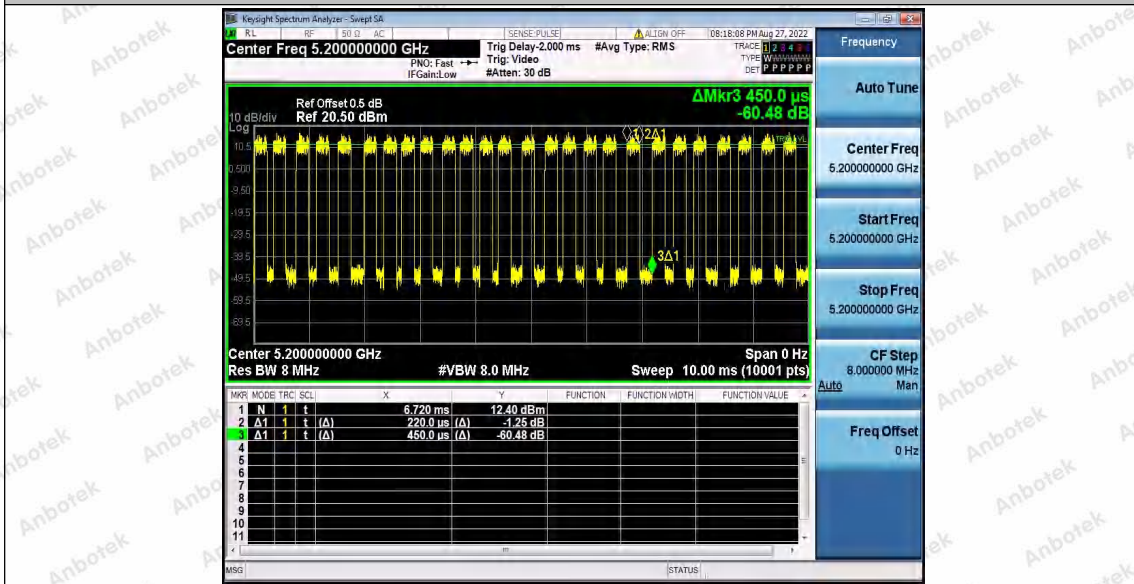 Keysight Spectrum Analyzer - Swept SA
RL RF 50 Ω AC SENSE:PULSE ALIGN OFF 08:18:08 PM Aug 27, 2022
Center Freq 5.200000000 GHz
PNO: Fast
IFGain:Low
Trig Delay-2.000 ms
Trig: Video
#Atten: 30 dB
#Avg Type: RMS
TRACE 1 2 3 4 5 6
TYPE WWWWWW
DET P P P P P P
Frequency
Auto Tune
Center Freq
5.200000000 GHz
Start Freq
5.200000000 GHz
Stop Freq
5.200000000 GHz
CF Step
8.000000 MHz
Auto Man
Freq Offset
0 Hz
ΔMkr3 450.0 µs
-60.48 dB
Ref Offset 0.5 dB
10 dB/div Ref 20.50 dBm
Log
10.5
0.500
-9.50
-19.5
-29.5
-39.5
-49.5
-59.5
-69.5
1 2Δ1
TRIG LVL
3Δ1
Center 5.200000000 GHz Span 0 Hz
Res BW 8 MHz #VBW 8.0 MHz Sweep 10.00 ms (10001 pts)
MKR MODE TRC SCL X Y FUNCTION FUNCTION WIDTH FUNCTION VALUE
1 N 1 t 6.720 ms 12.40 dBm
2 Δ1 1 t (Δ) 220.0 µs (Δ) -1.25 dB
3 Δ1 1 t (Δ) 450.0 µs (Δ) -60.48 dB
4
5
6
7
8
9
10
11
MSG STATUS
Anbotek